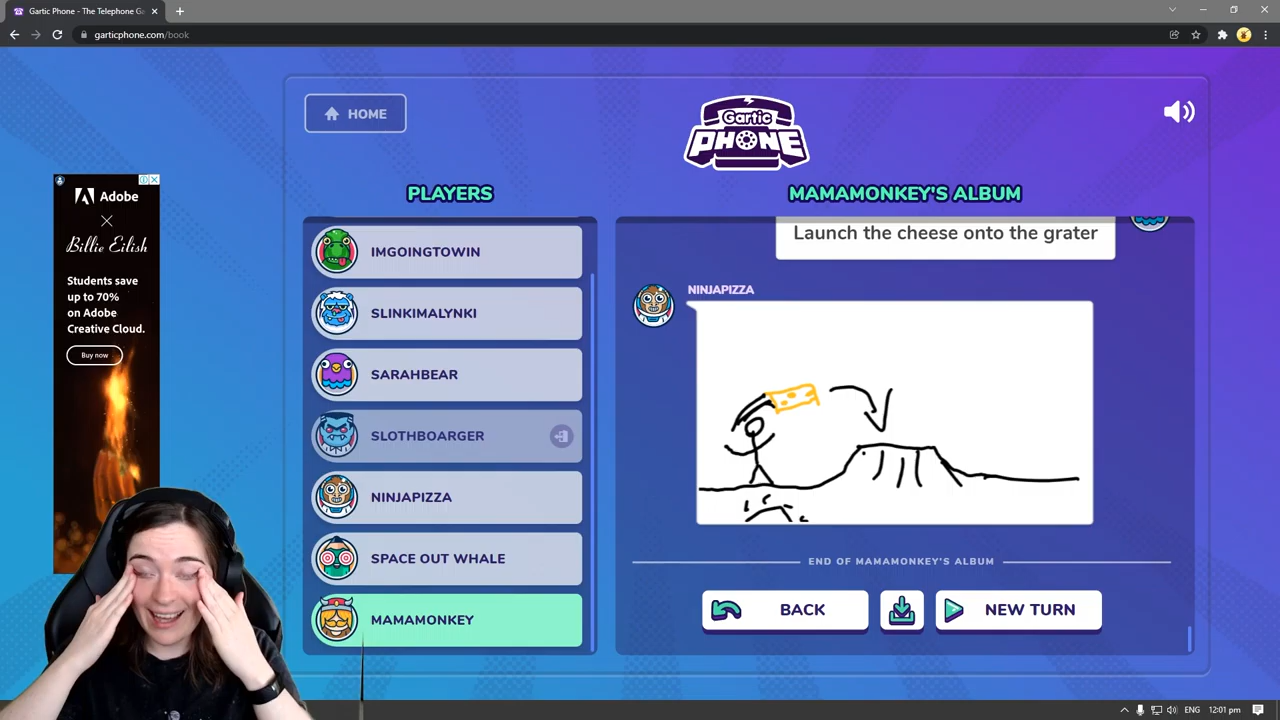 Gartic Phone - The Telephone Ga
garticphone.com/book
HOME
Gartic
PHONE
PLAYERS
MAMAMONKEY'S ALBUM
Adobe
Billie Eilish
Students save
up to 70%
on Adobe
Creative Cloud.
Buy now
IMGOINGTOWIN
SLINKIMALYNKI
SARAHBEAR
SLOTHBOARGER
NINJAPIZZA
SPACE OUT WHALE
MAMAMONKEY
Launch the cheese onto the grater
NINJAPIZZA
END OF MAMAMONKEY'S ALBUM
BACK
NEW TURN
ENG
12:01 pm